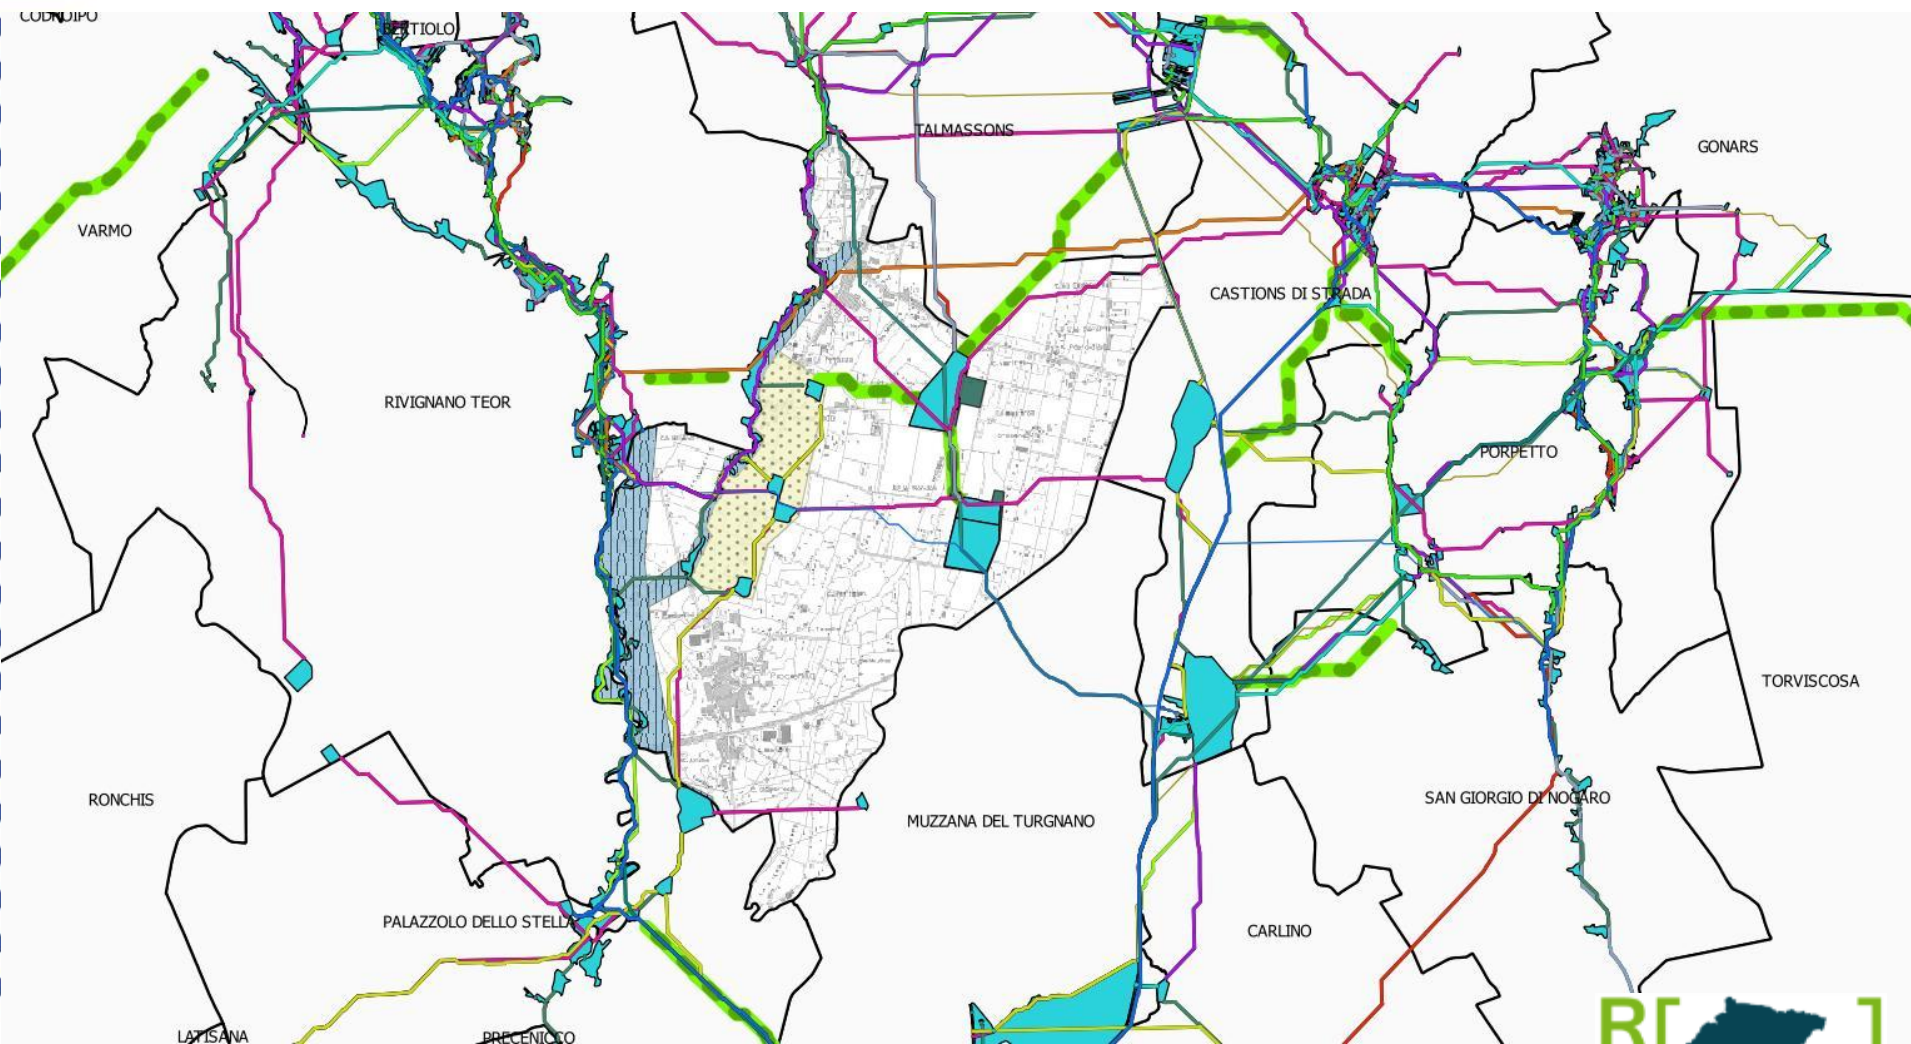 CODROIPO
BERTIOLO
TALMASSONS
GONARS
VARMO
CASTIONS DI STRADA
RIVIGNANO TEOR
PORPETTO
TORVISCOSA
RONCHIS
SAN GIORGIO DI NOGARO
MUZZANA DEL TURGNANO
PALAZZOLO DELLO STELLA
CARLINO
LATISANA
PRECENICCO
R[ ]